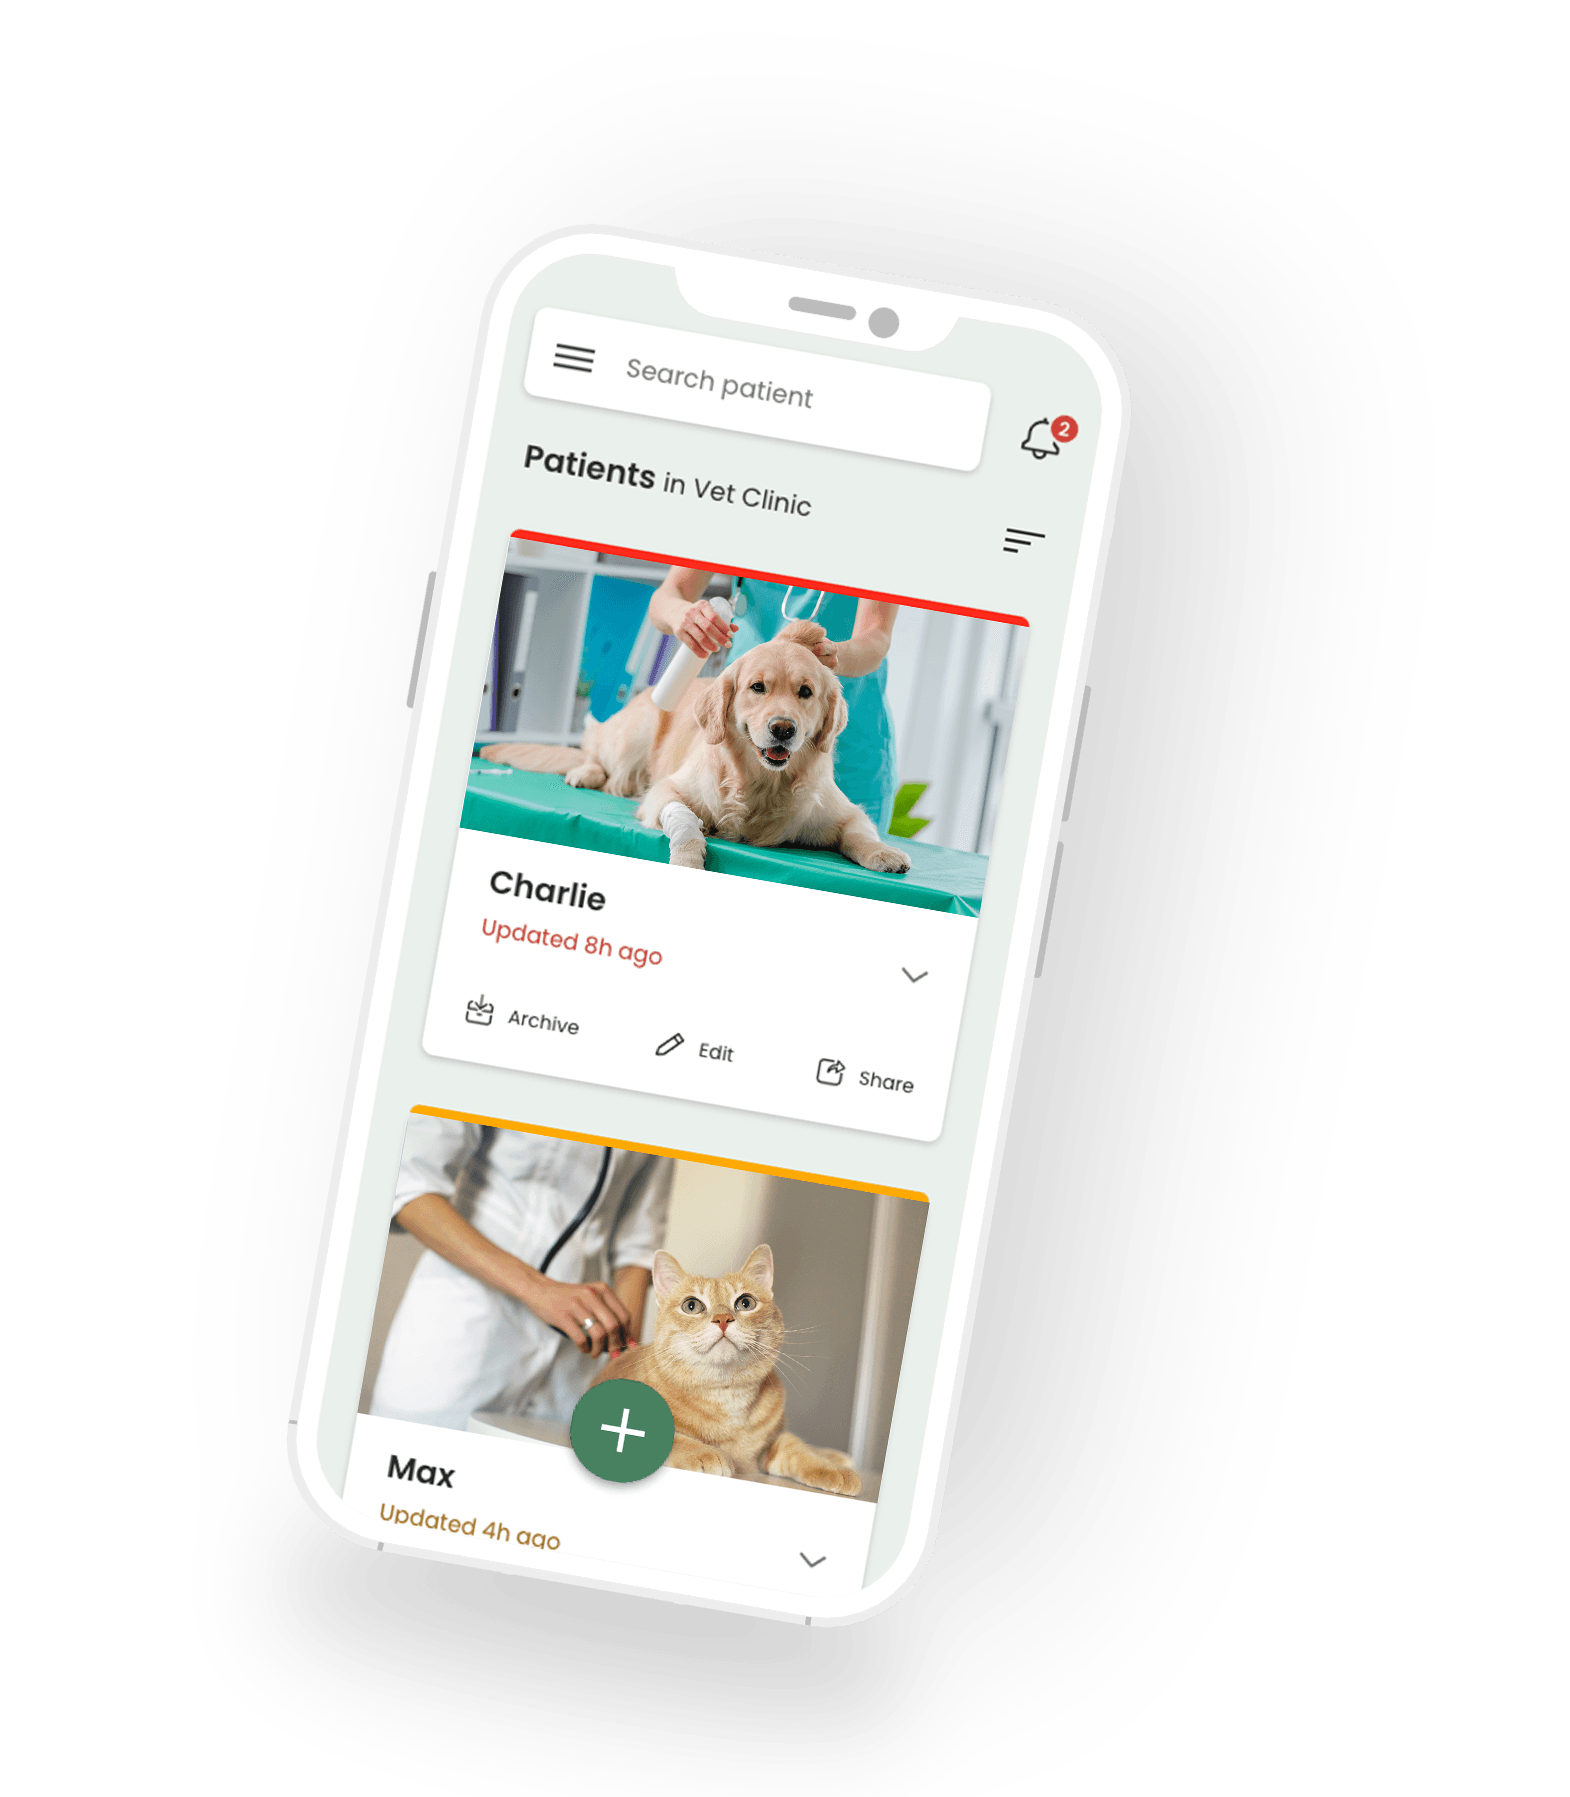 Search patient
2
Patients in Vet Clinic
Charlie
Updated 8h ago
Archive
Edit
Share
Max
Updated 4h ago